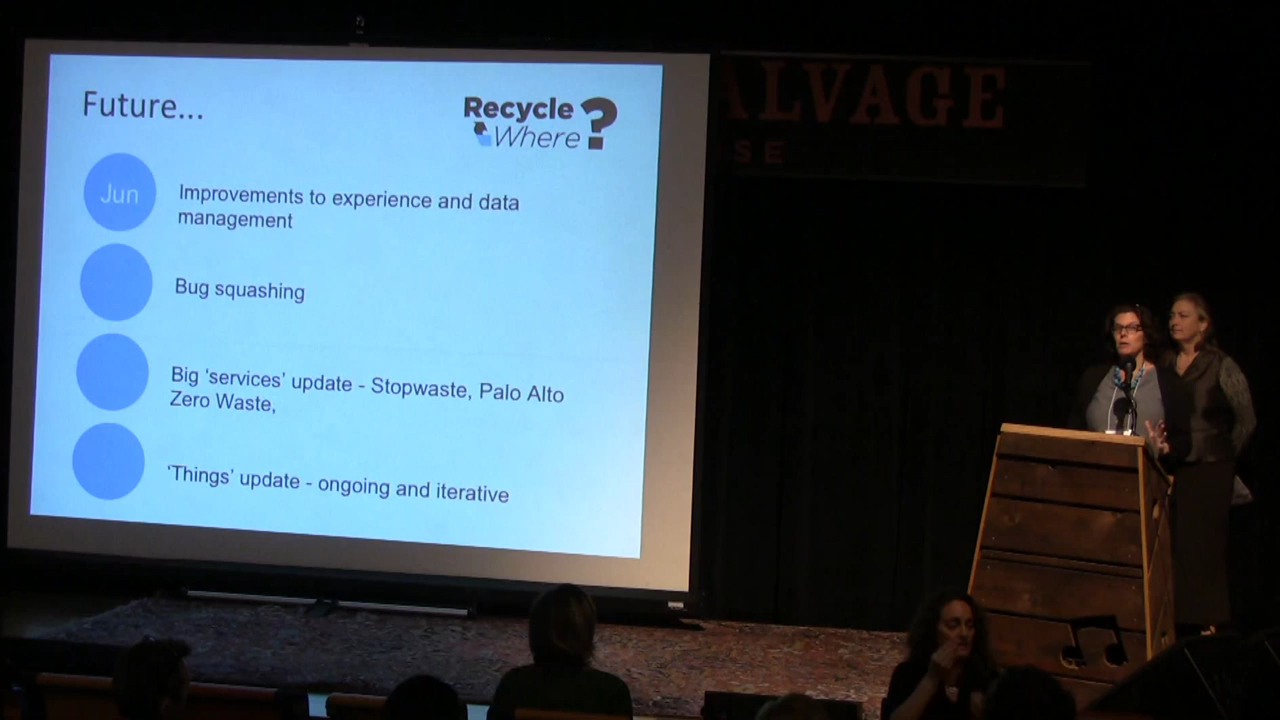 Future...
Recycle
Where?
Jun
Improvements to experience and data
management
Bug squashing
Big ‘services’ update - Stopwaste, Palo Alto
Zero Waste,
‘Things’ update - ongoing and iterative
ALVAGE
SE